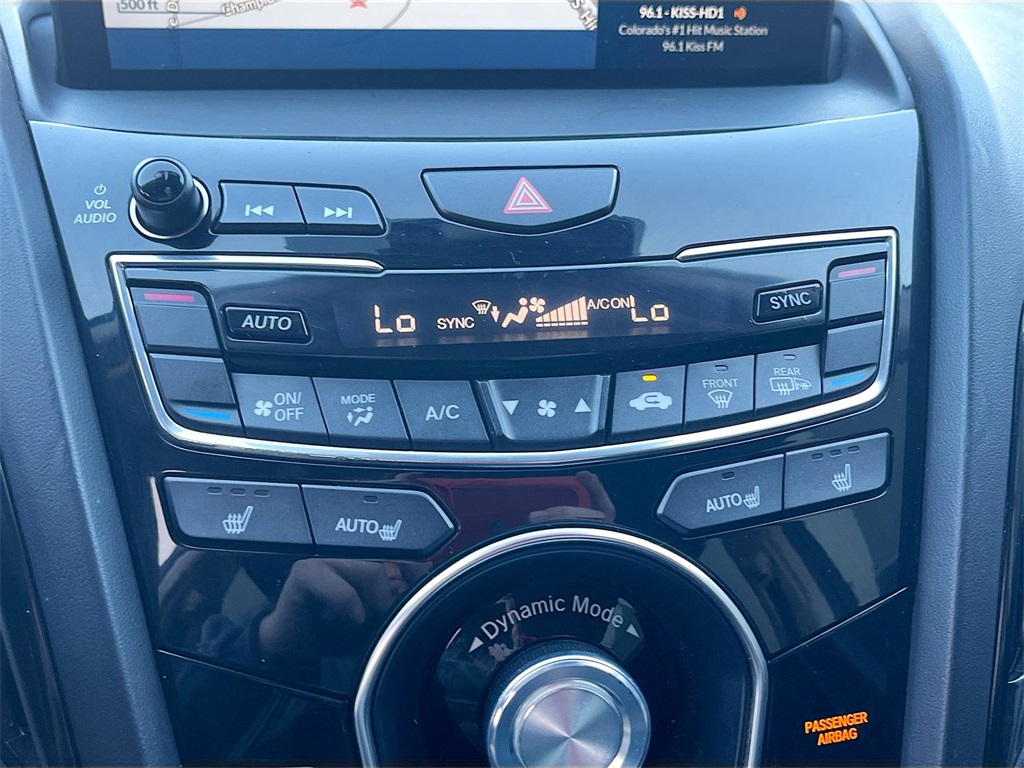 500 ft
Champio
96.1 - KISS-HD1
Colorado's #1 Hit Music Station
96.1 Kiss FM
VOL
AUDIO
AUTO
Lo
SYNC
A/C ON
Lo
SYNC
ON/
OFF
MODE
A/C
FRONT
REAR
AUTO
AUTO
Dynamic Mode
PASSENGER
AIRBAG